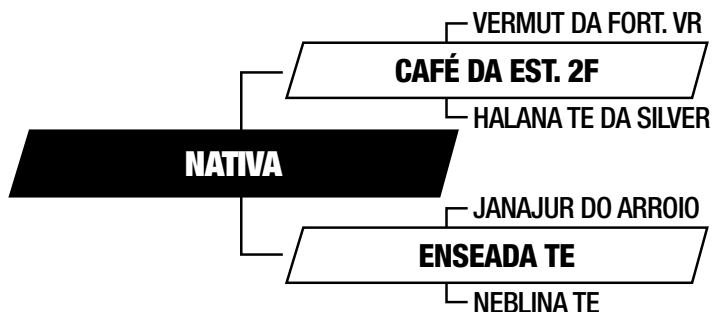 VERMUT DA FORT. VR
CAFÉ DA EST. 2F
HALANA TE DA SILVER
NATIVA
JANAJUR DO ARROIO
ENSEADA TE
NEBLINA TE